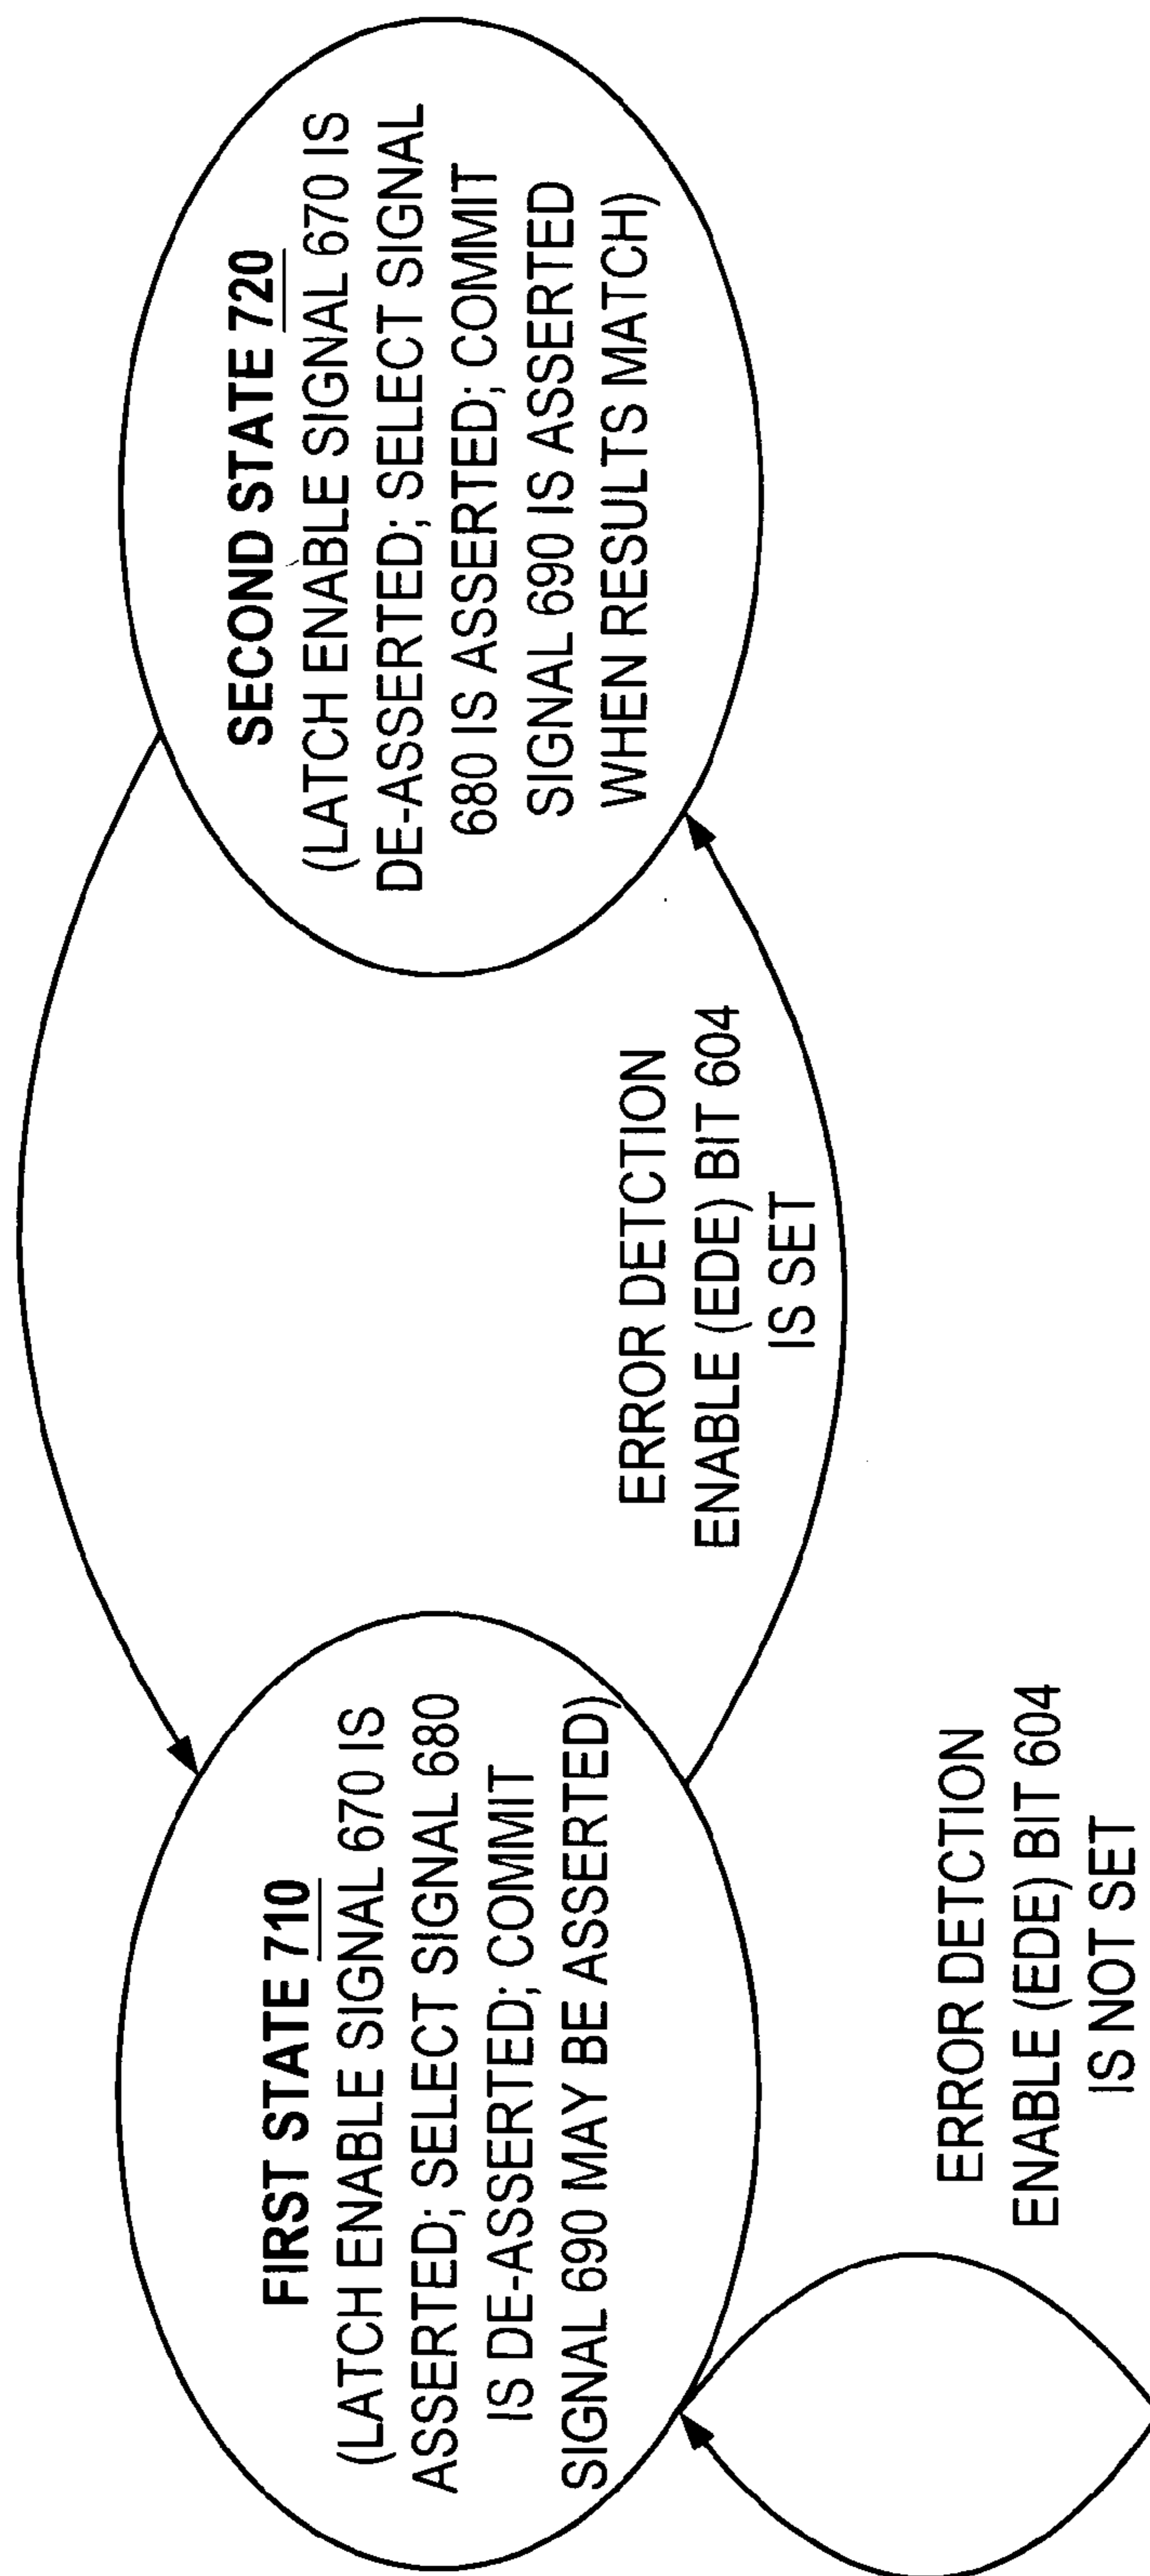 FIRST STATE 710
(LATCH ENABLE SIGNAL 670 IS
ASSERTED; SELECT SIGNAL 680
IS DE-ASSERTED; COMMIT
SIGNAL 690 MAY BE ASSERTED)
SECOND STATE 720
(LATCH ENABLE SIGNAL 670 IS
DE-ASSERTED; SELECT SIGNAL
680 IS ASSERTED; COMMIT
SIGNAL 690 IS ASSERTED
WHEN RESULTS MATCH)
ERROR DETCTION
ENABLE (EDE) BIT 604
IS SET
ERROR DETCTION
ENABLE (EDE) BIT 604
IS NOT SET